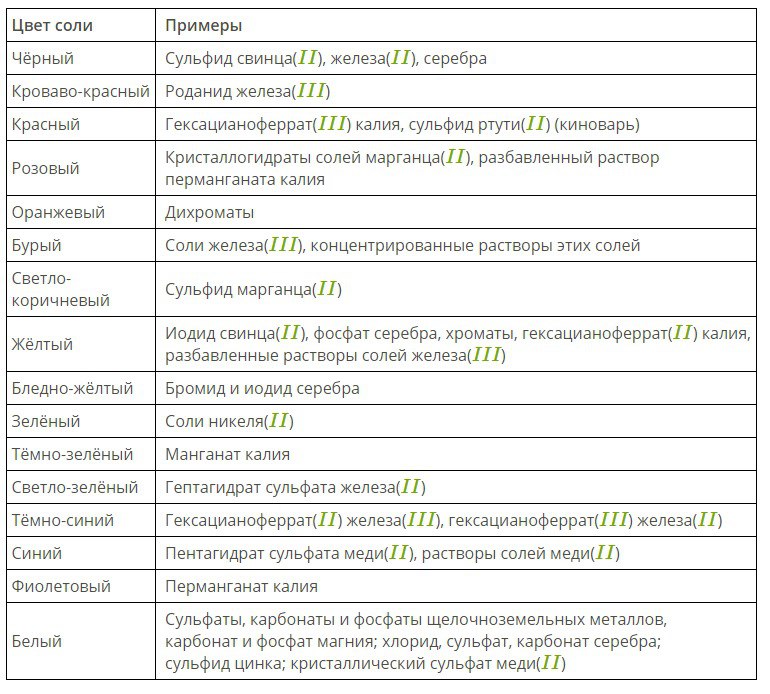 Цвет соли Примеры
Чёрный Сульфид свинца(II), железа(II), серебра
Кроваво-красный Роданид железа(III)
Красный Гексацианоферрат(III) калия, сульфид ртути(II) (киноварь)
Розовый Кристаллогидраты солей марганца(II), разбавленный раствор
перманганата калия
Оранжевый Дихроматы
Бурый Соли железа(III), концентрированные растворы этих солей
Светло-
коричневый Сульфид марганца(II)
Жёлтый Иодид свинца(II), фосфат серебра, хроматы, гексацианоферрат(II) калия,
разбавленные растворы солей железа(III)
Бледно-жёлтый Бромид и иодид серебра
Зелёный Соли никеля(II)
Тёмно-зелёный Манганат калия
Светло-зелёный Гептагидрат сульфата железа(II)
Тёмно-синий Гексацианоферрат(II) железа(III), гексацианоферрат(III) железа(II)
Синий Пентагидрат сульфата меди(II), растворы солей меди(II)
Фиолетовый Перманганат калия
Белый Сульфаты, карбонаты и фосфаты щелочноземельных металлов,
карбонат и фосфат магния; хлорид, сульфат, карбонат серебра;
сульфид цинка; кристаллический сульфат меди(II)